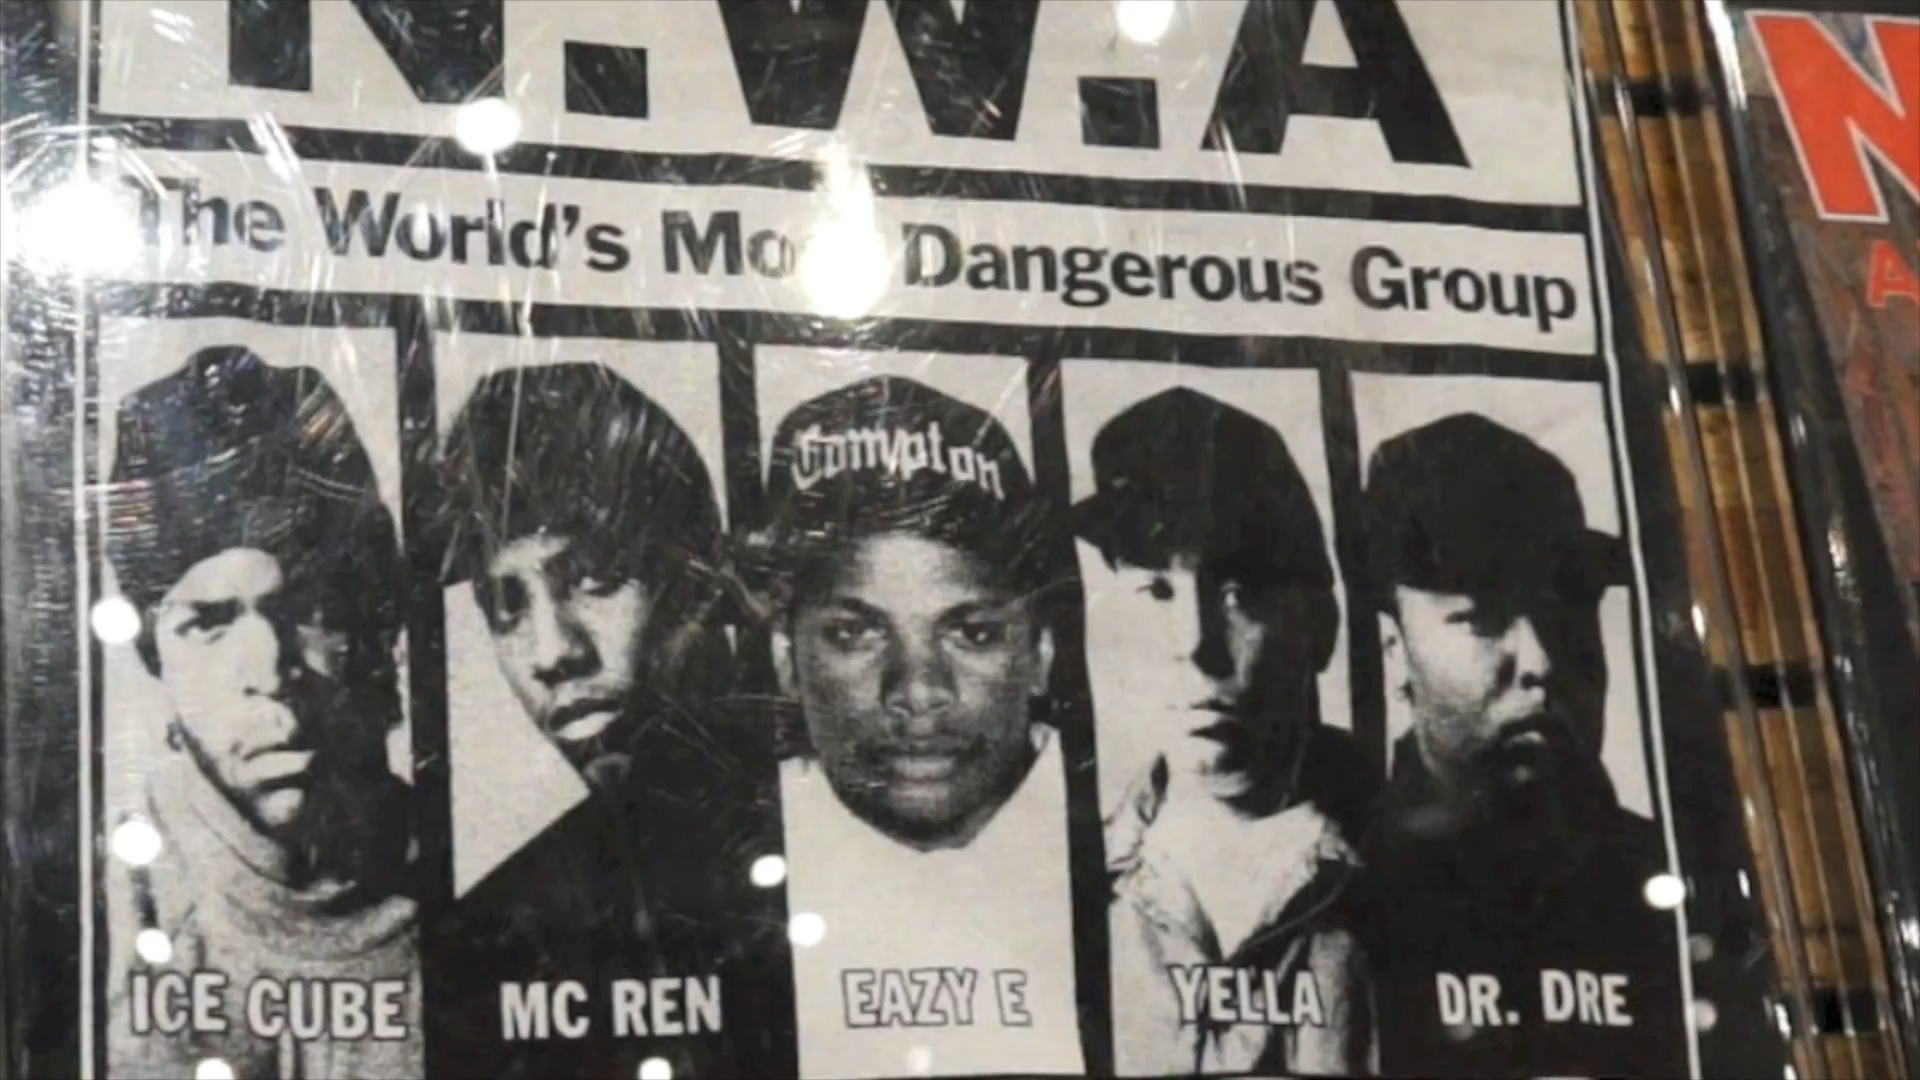 N.W.A
The World's Dangerous Group
Compton
ICE CUBE MC REN EAZY E YELLA DR. DRE